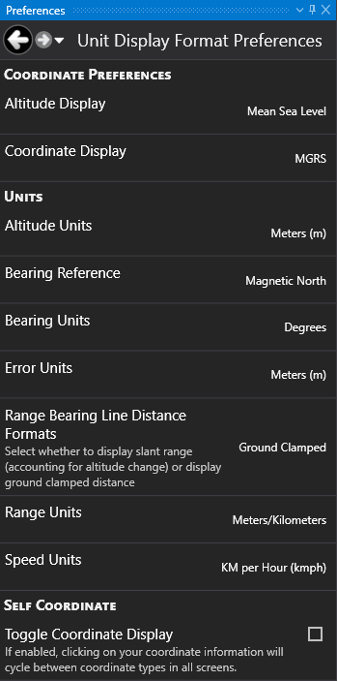 Preferences
Unit Display Format Preferences
COORDINATE PREFERENCES
Altitude Display
Mean Sea Level
Coordinate Display
MGRS
UNITS
Altitude Units
Meters (m)
Bearing Reference
Magnetic North
Bearing Units
Degrees
Error Units
Meters (m)
Range Bearing Line Distance
Formats
Select whether to display slant range
(accounting for altitude change) or display
ground clamped distance
Ground Clamped
Range Units
Meters/Kilometers
Speed Units
KM per Hour (kmph)
SELF COORDINATE
Toggle Coordinate Display
If enabled, clicking on your coordinate information will
cycle between coordinate types in all screens.